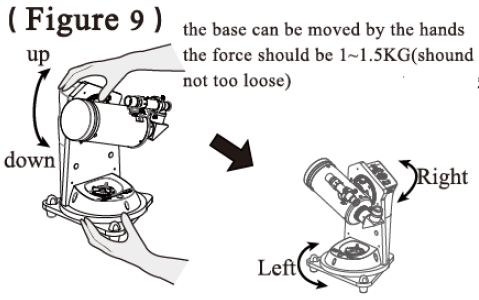 ( Figure 9 )
the base can be moved by the hands
the force should be 1~1.5KG(shound
not too loose)
up
down
Right
Left